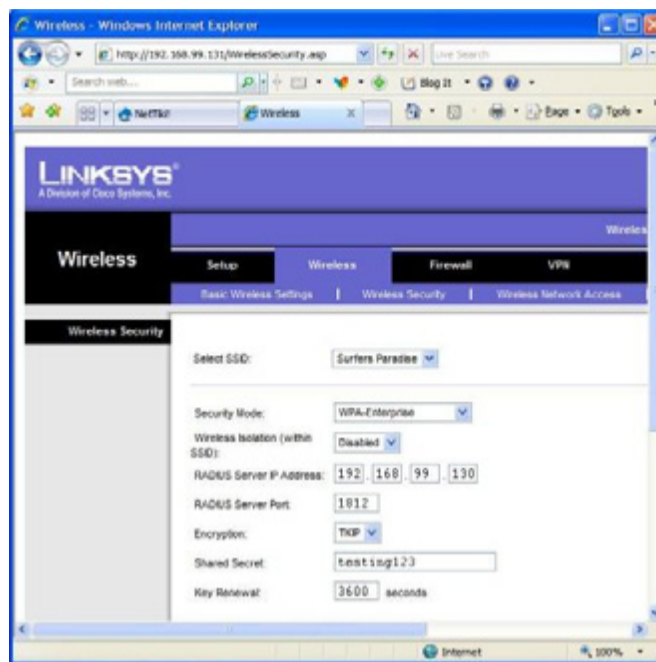 Wireless - Windows Internet Explorer
http://192.168.99.131/WirelessSecurity.asp
Live Search
Search web...
Blog It
Wireless
Page
Tools
LINKSYS®
A Division of Cisco Systems, Inc.
Wireless
Setup
Wireless
Firewall
VPN
Basic Wireless Settings | Wireless Security | Wireless Network Access
Wireless Security
Select SSID: Surfers Paradise
Security Mode: WPA-Enterprise
Wireless Isolation (within SSID): Disabled
RADIUS Server IP Address: 192 . 168 . 99 . 130
RADIUS Server Port: 1812
Encryption: TKIP
Shared Secret: testing123
Key Renewal: 3600 seconds
Internet
100%